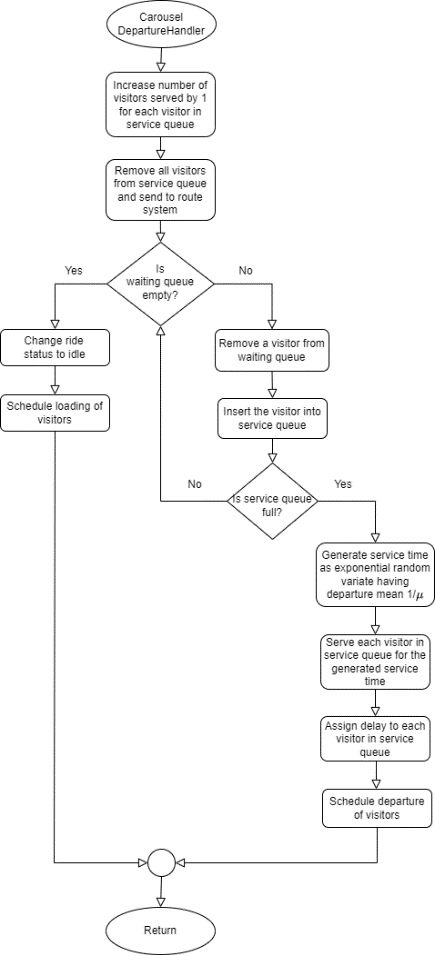 Carousel
DepartureHandler
Increase number of
visitors served by 1
for each visitor in
service queue
Remove all visitors
from service queue
and send to route
system
Is
waiting queue
empty?
Yes
No
Change ride
status to idle
Schedule loading of
visitors
Remove a visitor from
waiting queue
Insert the visitor into
service queue
Is service queue
full?
No
Yes
Generate service time
as exponential random
variate having
departure mean 1/μ
Serve each visitor in
service queue for the
generated service
time
Assign delay to each
visitor in service
queue
Schedule departure
of visitors
Return